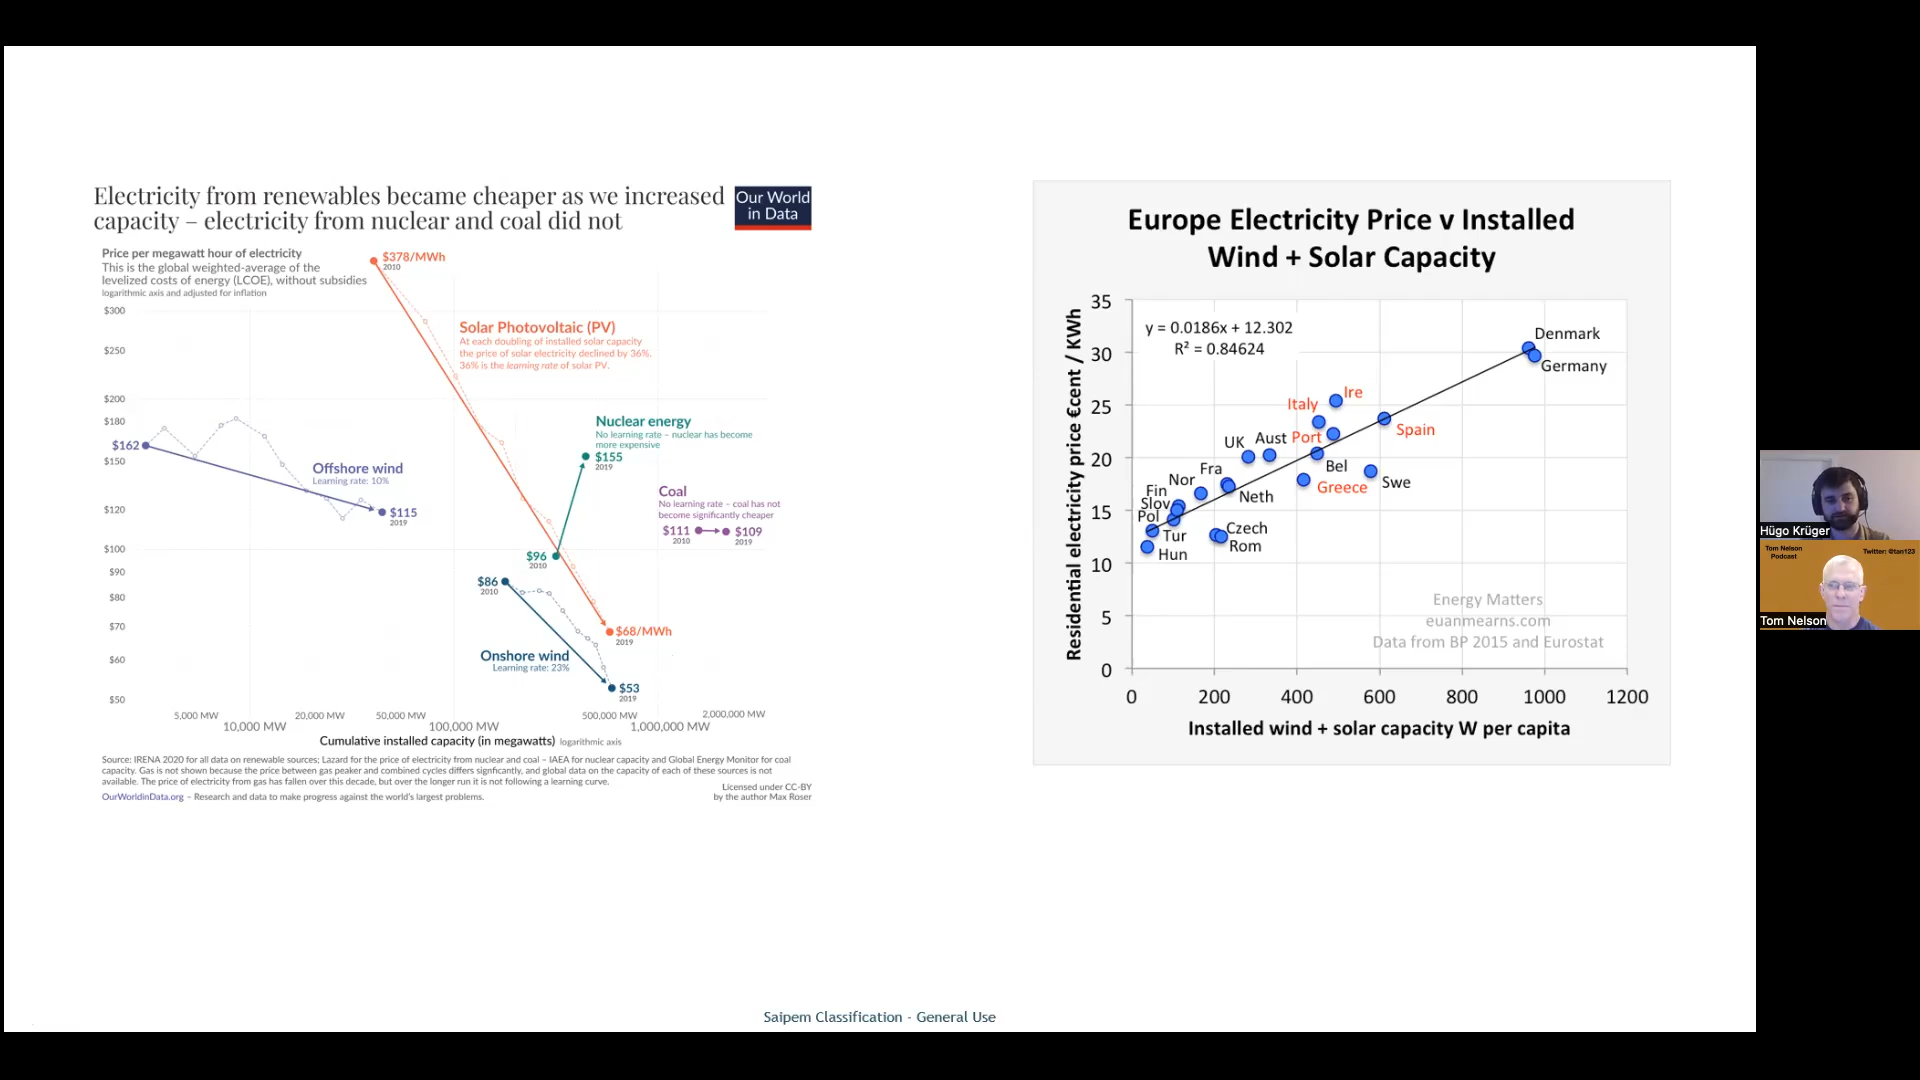 Electricity from renewables became cheaper as we increased
capacity – electricity from nuclear and coal did not
Our World
in Data
Price per megawatt hour of electricity
This is the global weighted-average of the
levelized costs of energy (LCOE), without subsidies
logarithmic axis and adjusted for inflation
$378/MWh
2010
$300
$250
$200
$180
$150
$120
$100
$90
$80
$70
$60
$50
Solar Photovoltaic (PV)
At each doubling of installed solar capacity
the price of solar electricity declined by 36%.
36% is the learning rate of solar PV.
Nuclear energy
No learning rate – nuclear has become
more expensive
$155
2019
$96
2010
$162
Offshore wind
Learning rate: 10%
$115
2019
Coal
No learning rate – coal has not
become significantly cheaper
$111
2010
$109
2019
$86
2010
$68/MWh
2019
Onshore wind
Learning rate: 23%
$53
2019
5,000 MW
10,000 MW
20,000 MW
50,000 MW
100,000 MW
500,000 MW
1,000,000 MW
2,000,000 MW
Cumulative installed capacity (in megawatts) logarithmic axis
Source: IRENA 2020 for all data on renewable sources; Lazard for the price of electricity from nuclear and coal – IAEA for nuclear capacity and Global Energy Monitor for coal
capacity. Gas is not shown because the price between gas peaker and combined cycles differs signficantly, and global data on the capacity of each of these sources is not
available. The price of electricity from gas has fallen over this decade, but over the longer run it is not following a learning curve.
OurWorldinData.org – Research and data to make progress against the world's largest problems.
Licensed under CC-BY
by the author Max Roser
Europe Electricity Price v Installed
Wind + Solar Capacity
Residential electricity price €cent / KWh
35
30
25
20
15
10
5
0
y = 0.0186x + 12.302
R² = 0.84624
Denmark
Germany
Ire
Italy
Spain
UK
Aust
Port
Bel
Greece
Swe
Fra
Nor
Neth
Fin
Slov
Pol
Tur
Hun
Czech
Rom
Energy Matters
euanmearns.com
Data from BP 2015 and Eurostat
0
200
400
600
800
1000
1200
Installed wind + solar capacity W per capita
Saipem Classification - General Use
Hügo Krüger
Tom Nelson
Podcast
Twitter: @tan123
Tom Nelson